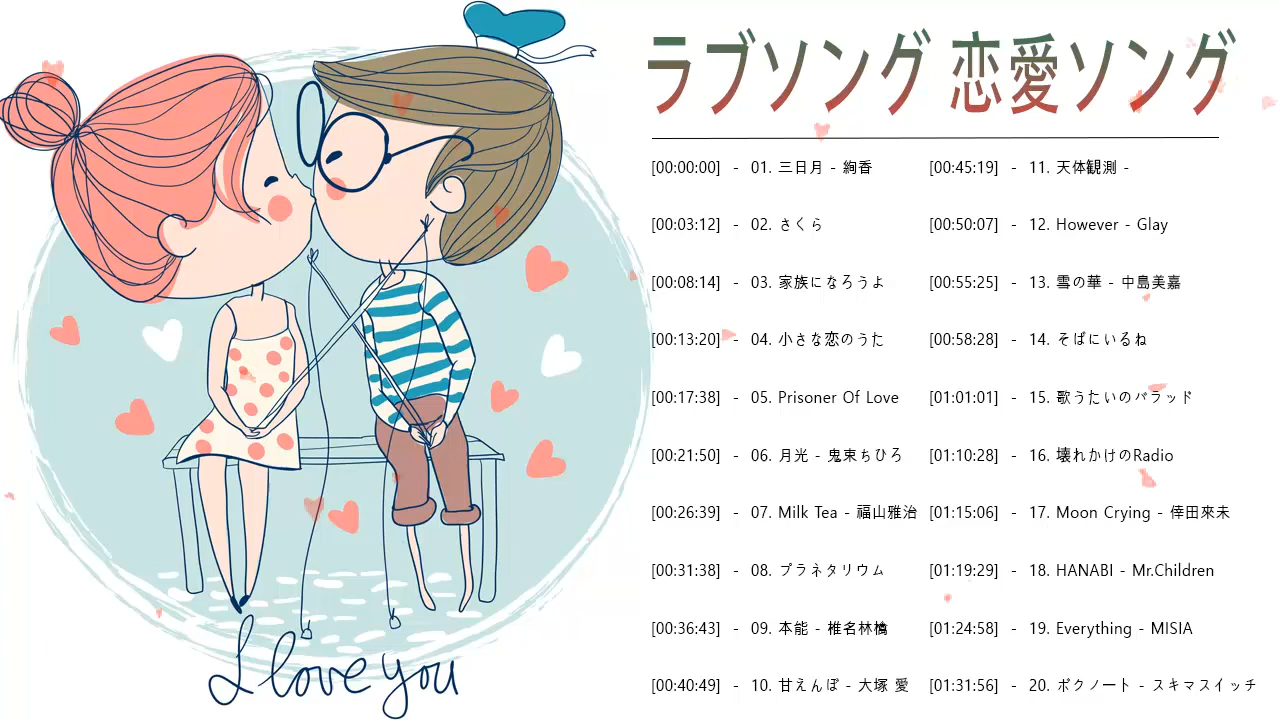 ラブソング 恋愛ソング
[00:00:00] - 01. 三日月 - 絢香
[00:03:12] - 02. さくら
[00:08:14] - 03. 家族になろうよ
[00:13:20] - 04. 小さな恋のうた
[00:17:38] - 05. Prisoner Of Love
[00:21:50] - 06. 月光 - 鬼束ちひろ
[00:26:39] - 07. Milk Tea - 福山雅治
[00:31:38] - 08. プラネタリウム
[00:36:43] - 09. 本能 - 椎名林檎
[00:40:49] - 10. 甘えんぼ - 大塚 愛
[00:45:19] - 11. 天体観測 -
[00:50:07] - 12. However - Glay
[00:55:25] - 13. 雪の華 - 中島美嘉
[00:58:28] - 14. そばにいるね
[01:01:01] - 15. 歌うたいのバラッド
[01:10:28] - 16. 壊れかけのRadio
[01:15:06] - 17. Moon Crying - 倖田來未
[01:19:29] - 18. HANABI - Mr.Children
[01:24:58] - 19. Everything - MISIA
[01:31:56] - 20. ボクノート - スキマスイッチ
I love you